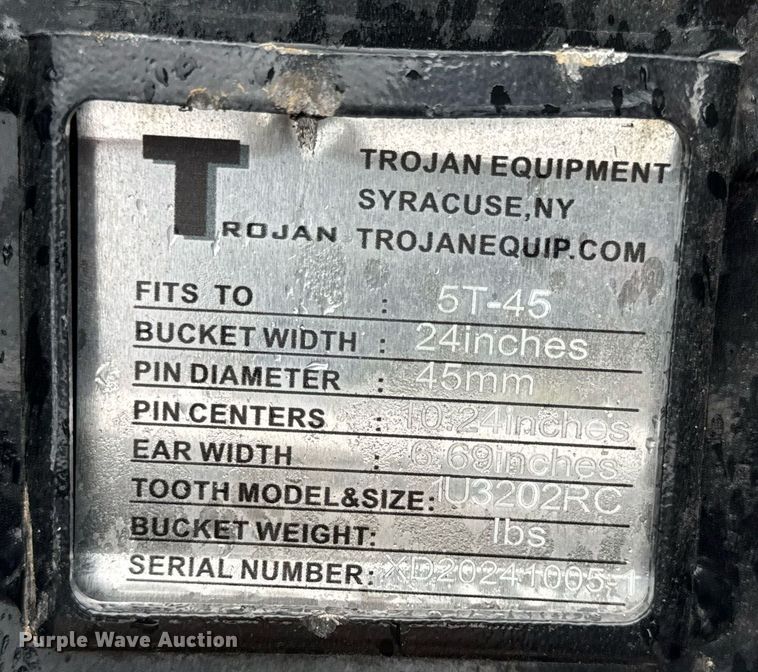 TROJAN
TROJAN EQUIPMENT
SYRACUSE,NY
TROJANEQUIP.COM
FITS TO : 5T-45
BUCKET WIDTH : 24inches
PIN DIAMETER : 45mm
PIN CENTERS : 10.24inches
EAR WIDTH : 6.69inches
TOOTH MODEL&SIZE: 1U3202RC
BUCKET WEIGHT: lbs
SERIAL NUMBER: XD20241005-1
Purple Wave Auction